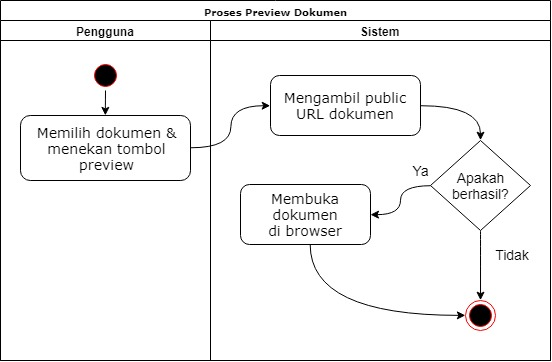 Proses Preview Dokumen
Pengguna
Sistem
Memilih dokumen &
menekan tombol
preview
Mengambil public
URL dokumen
Apakah
berhasil?
Ya
Membuka
dokumen
di browser
Tidak